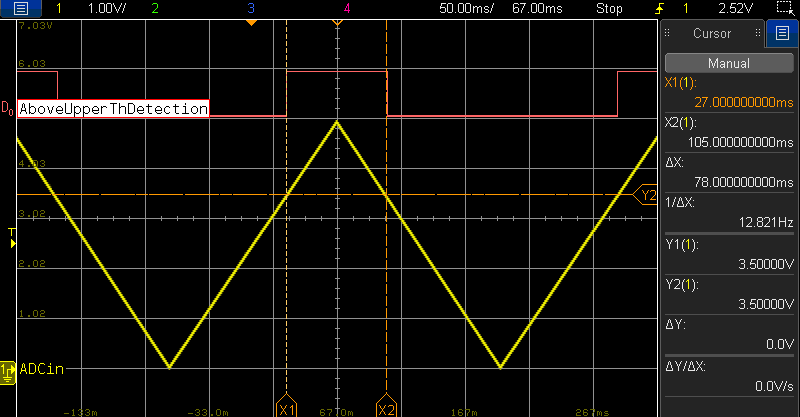 1 1.00V/ 2 3 4 50.00ms/ 67.00ms Stop 1 2.52V
7.03V
Cursor
6.03
Manual
X1(1):
27.000000000ms
D0 AboveUpperThDetection
X2(1):
105.000000000ms
4.03
ΔX:
78.000000000ms
Y2
1/ΔX:
3.02
12.821Hz
T
Y1(1):
3.50000V
2.02
Y2(1):
3.50000V
1.02
ΔY:
0.0V
1 ADCin
ΔY/ΔX:
0.0V/s
X1 X2
-133m -33.0m 67.0m 167m 267ms